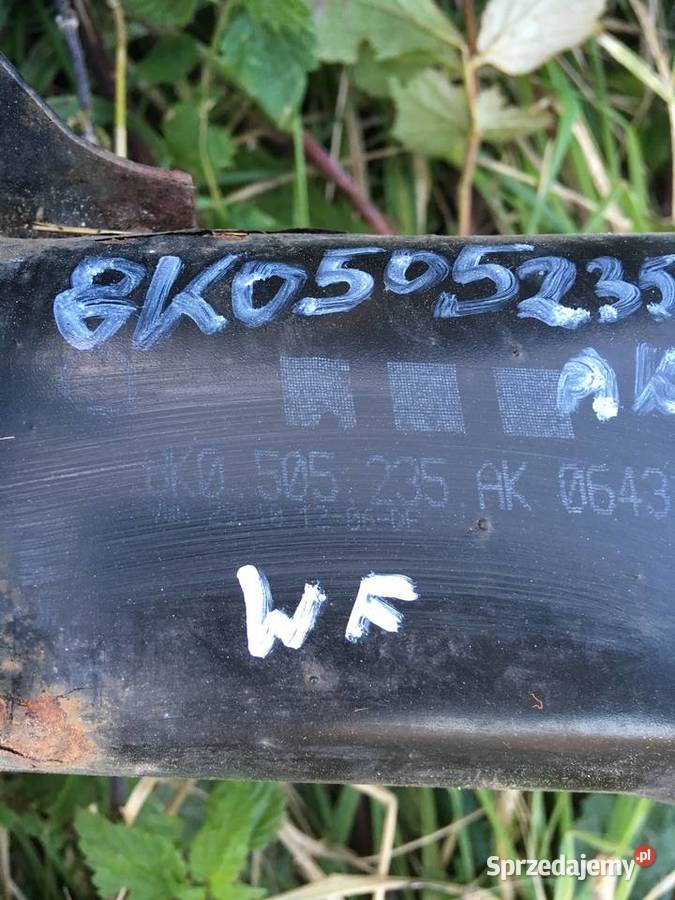 8K0505235
AK
8K0 505 235 AK 0643
WF
Sprzedajemy.pl